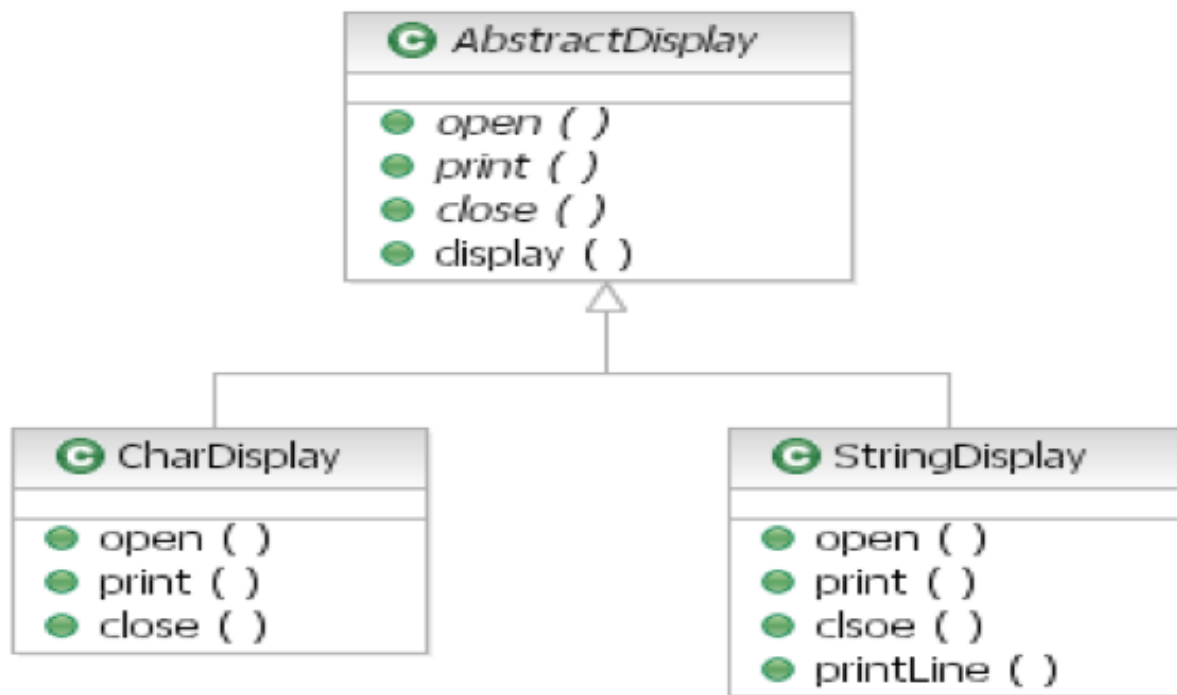 C AbstractDisplay
open ( )
print ( )
close ( )
display ( )
C CharDisplay
open ( )
print ( )
close ( )
C StringDisplay
open ( )
print ( )
clsoe ( )
printLine ( )